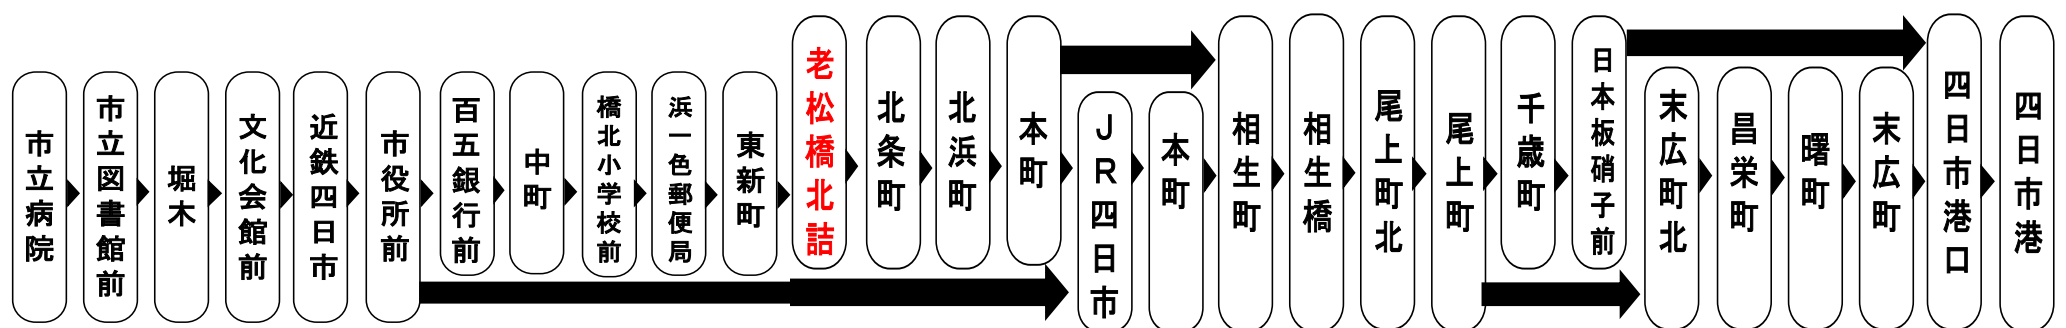 市立病院
市立図書館前
堀木
文化会館前
近鉄四日市
市役所前
百五銀行前
中町
橋北小学校前
浜一色郵便局
東新町
老松橋北詰
北条町
北浜町
本町
JR四日市
本町
相生町
相生橋
尾上町北
尾上町
千歳町
日本板硝子前
末広町北
昌栄町
曙町
末広町
四日市港口
四日市港